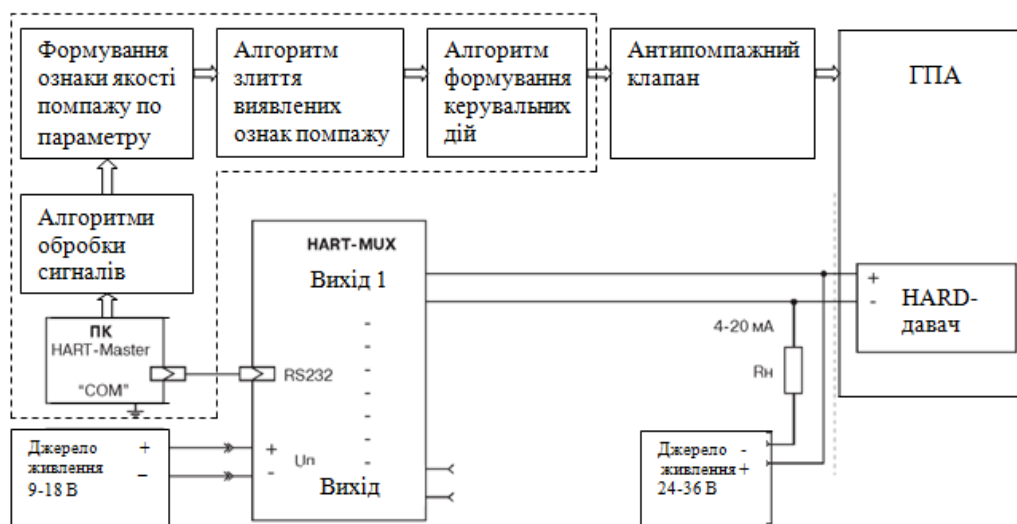 Формування
ознаки якості
помпажу по
параметру
Алгоритм
злиття
виявлених
ознак помпажу
Алгоритм
формування
керувальних
дій
Антипомпажний
клапан
ГПА
Алгоритми
обробки
сигналів
HART-MUX
Вихід 1
+
-
HARD-
давач
4-20 мА
Rн
ПК
HART-Master
"COM"
RS232
Джерело
живлення
9-18 В
+
–
+
-
Uп
Вихід
-
-
-
-
-
-
-
-
Джерело -
живлення +
24-36 В